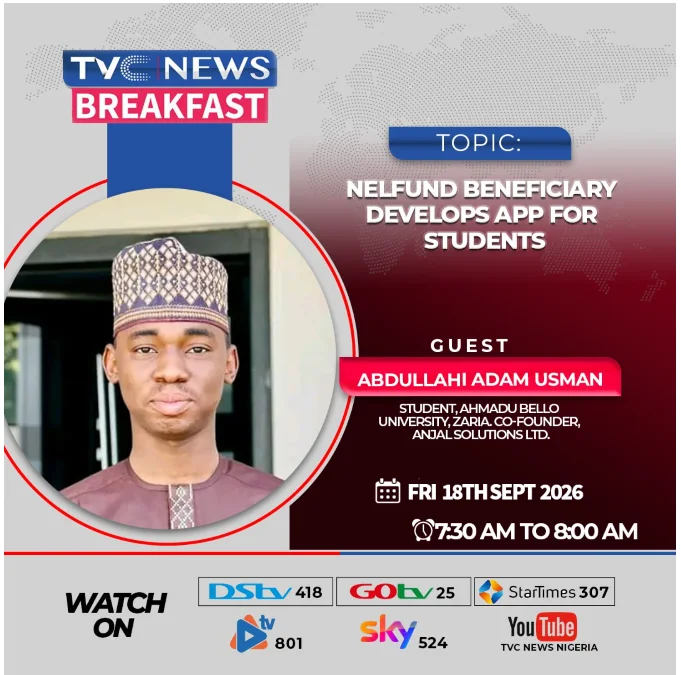 TVC NEWS
BREAKFAST
TOPIC:
NELFUND BENEFICIARY
DEVELOPS APP FOR
STUDENTS
GUEST
ABDULLAHI ADAM USMAN
STUDENT, AHMADU BELLO
UNIVERSITY, ZARIA. CO-FOUNDER,
ANJAL SOLUTIONS LTD.
FRI 18TH SEPT 2026
7:30 AM TO 8:00 AM
WATCH
ON
DStv 418
GOtv 25
StarTimes 307
tv
801
sky 524
YouTube
TVC NEWS NIGERIA